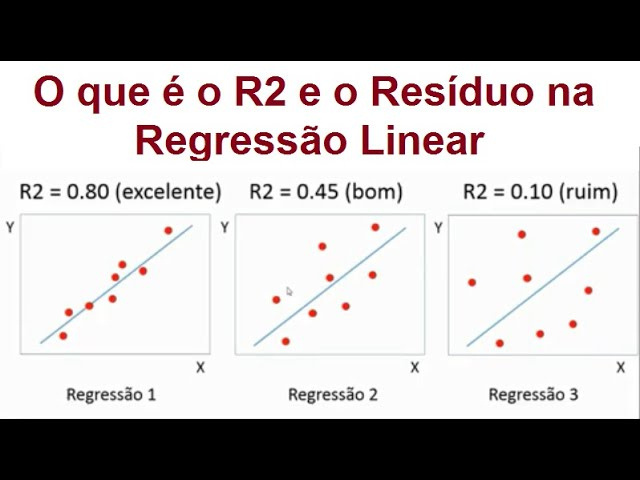 O que é o R2 e o Resíduo na
Regressão Linear
R2 = 0.80 (excelente)
R2 = 0.45 (bom)
R2 = 0.10 (ruim)
Y
Y
Y
X
X
X
Regressão 1
Regressão 2
Regressão 3